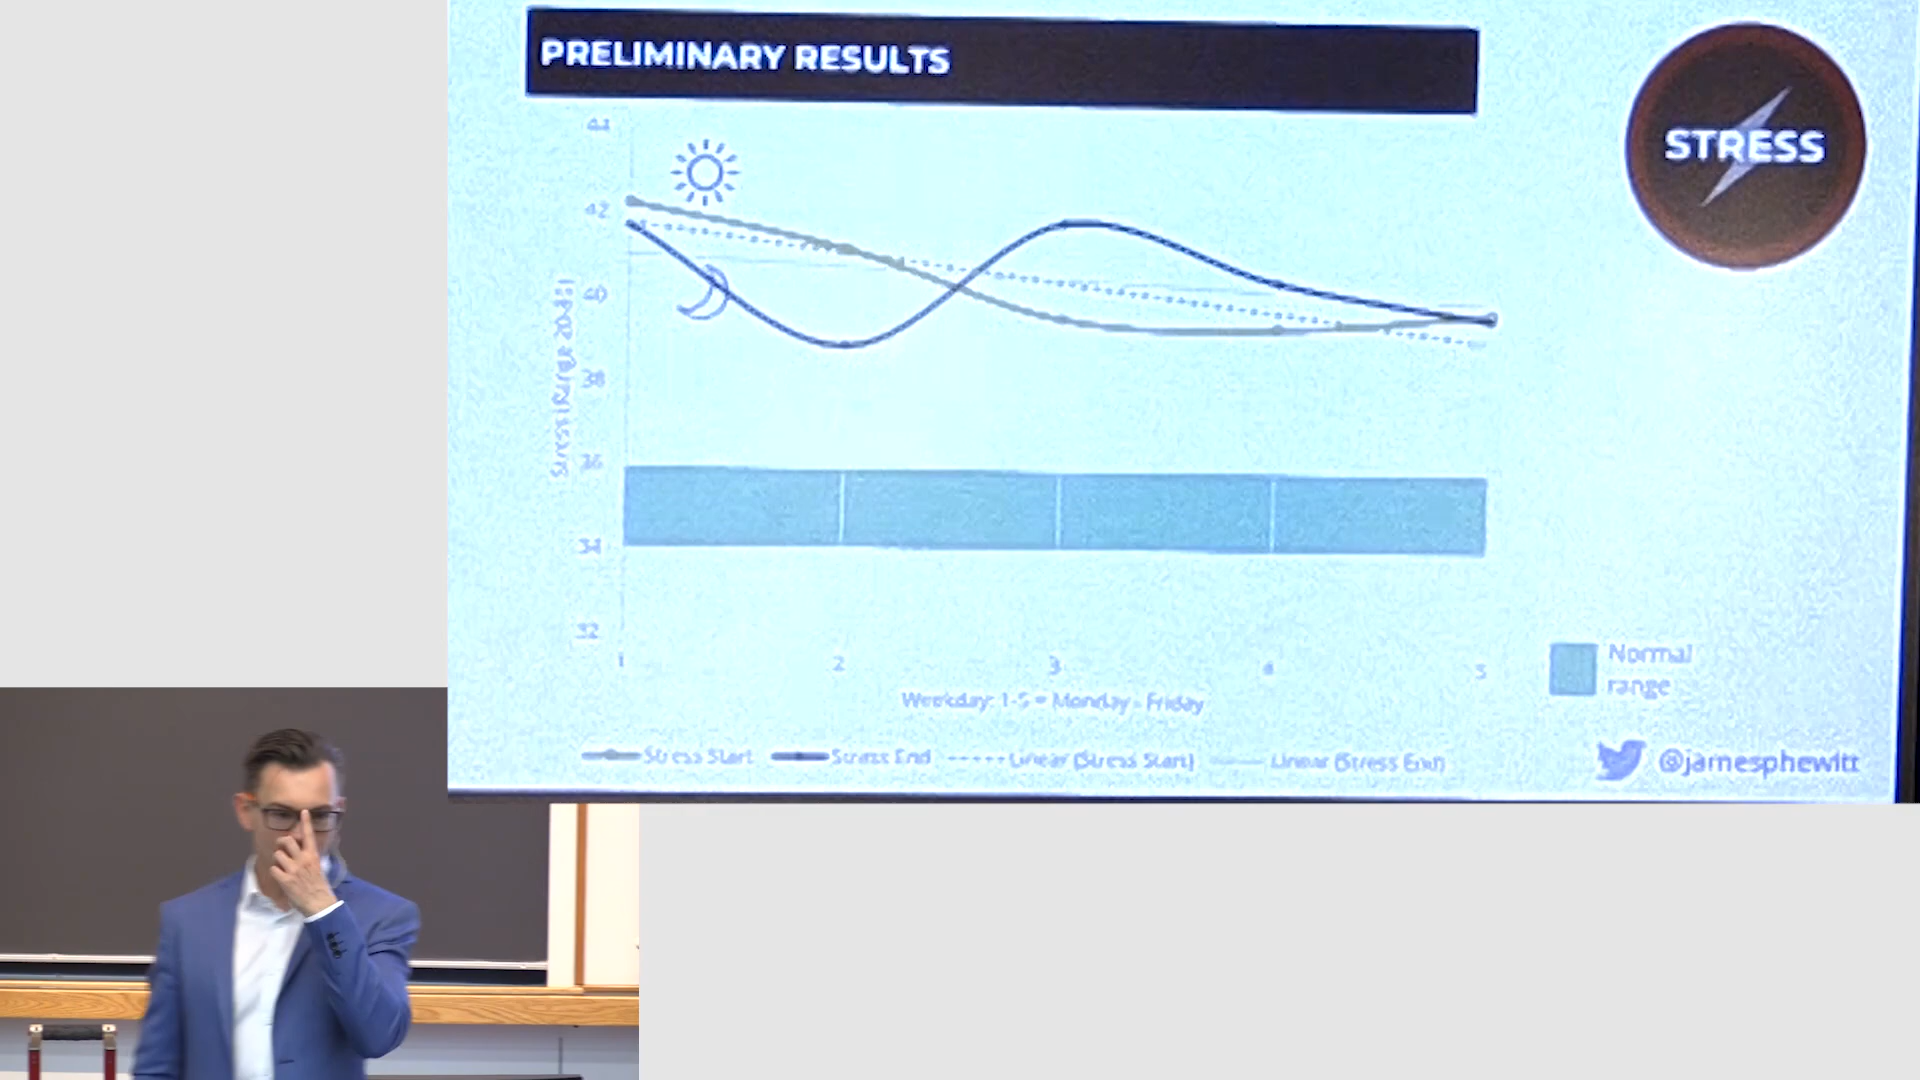 PRELIMINARY RESULTS
STRESS
44
42
40
38
36
34
32
1 2 3 4 5
Weekday: 1-5 = Monday - Friday
Normal
range
Stress Start Stress End Linear (Stress Start) Linear (Stress End)
@jamesphewitt